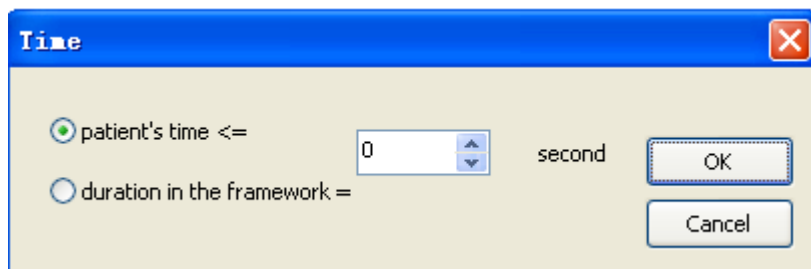 Time
patient's time <=
0
second
OK
duration in the framework =
Cancel